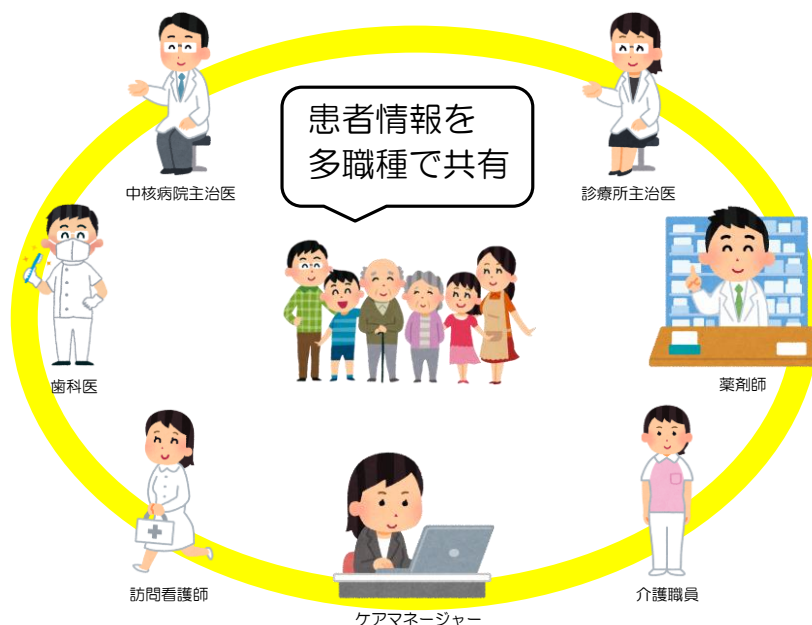 患者情報を
多職種で共有
中核病院主治医
診療所主治医
歯科医
薬剤師
訪問看護師
介護職員
ケアマネージャー